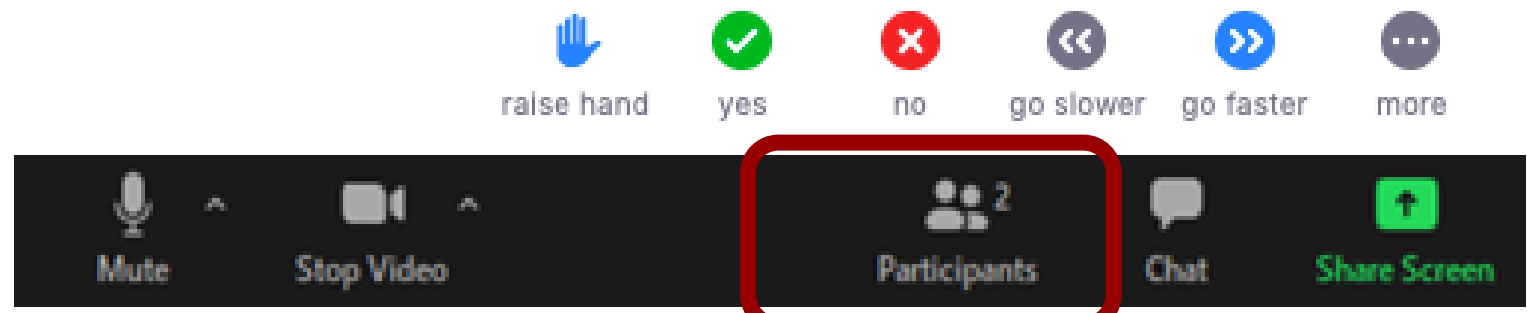 raise hand yes no go slower go faster more
2
Mute Stop Video Participants Chat Share Screen